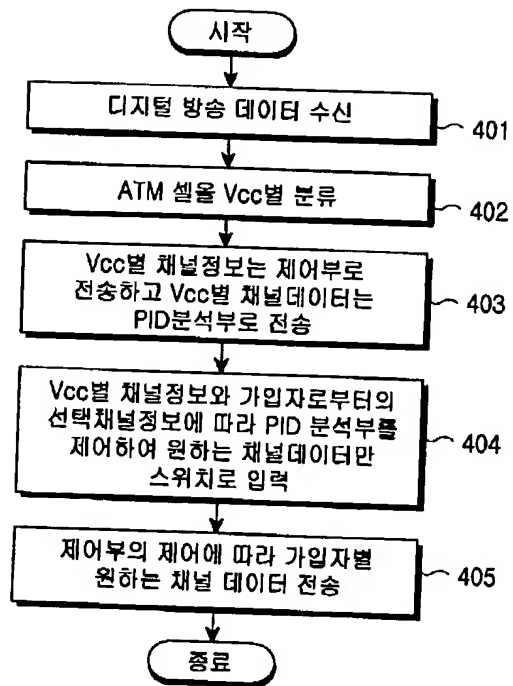 시작
디지털 방송 데이터 수신
401
ATM 셀을 Vcc별 분류
402
Vcc별 채널정보는 제어부로
전송하고 Vcc별 채널데이터는
PID분석부로 전송
403
Vcc별 채널정보와 가입자로부터의
선택채널정보에 따라 PID 분석부를
제어하여 원하는 채널데이터만
스위치로 입력
404
제어부의 제어에 따라 가입자별
원하는 채널 데이터 전송
405
종료